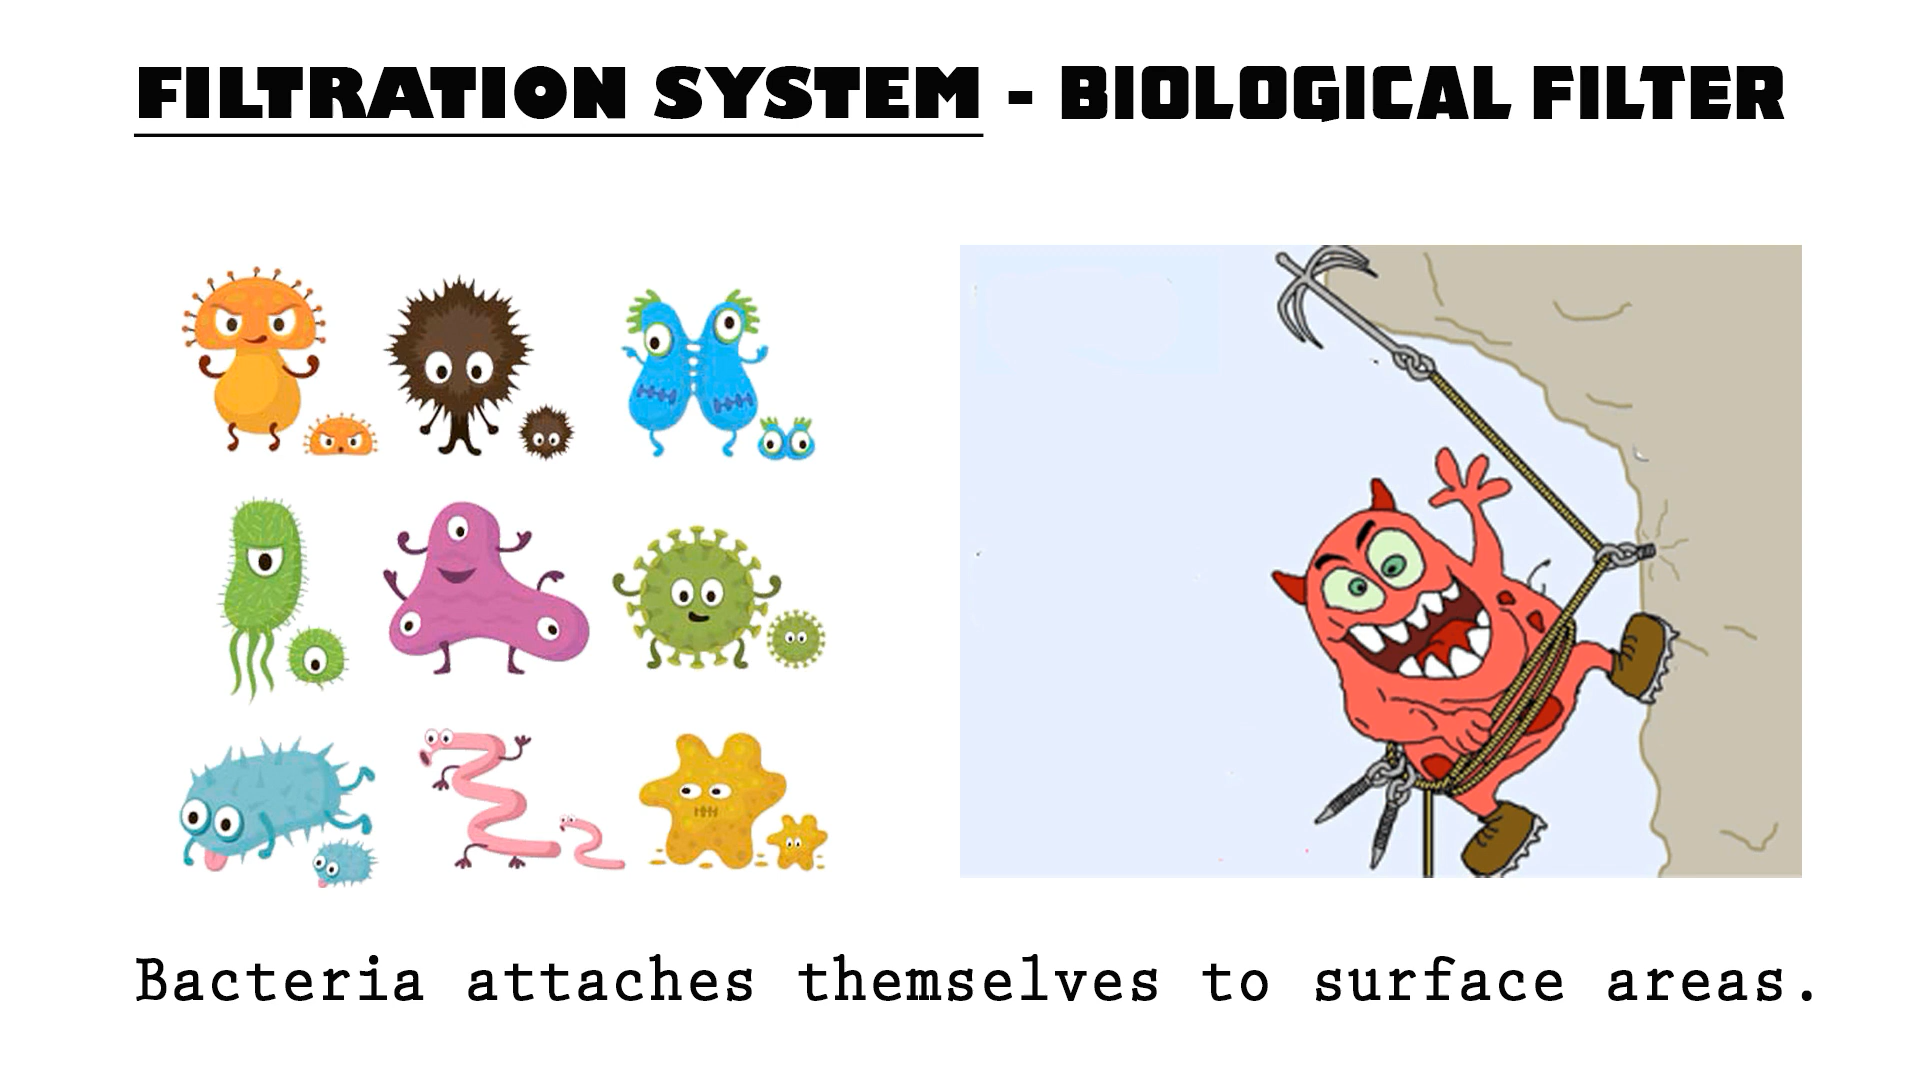 FILTRATION SYSTEM - BIOLOGICAL FILTER
Bacteria attaches themselves to surface areas.